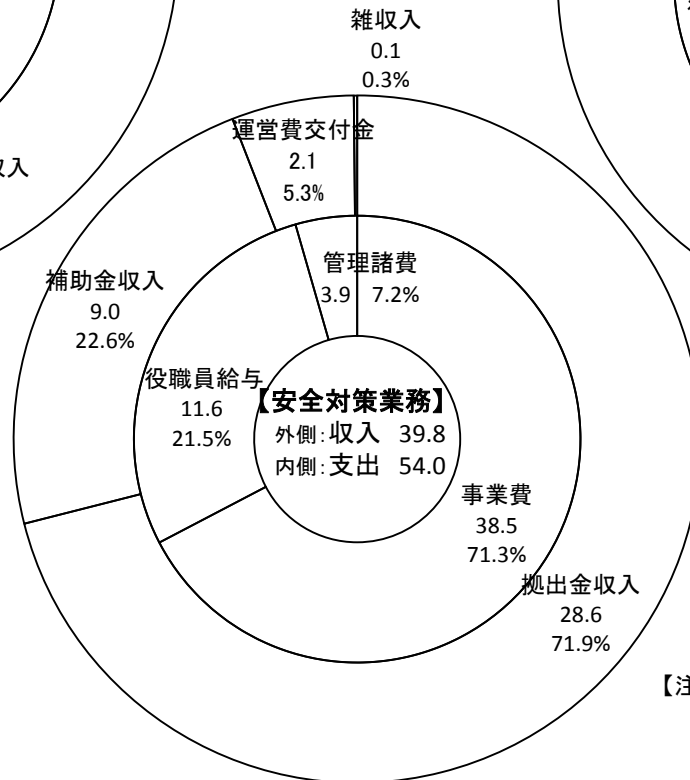 雑収入
0.1
0.3%
運営費交付金
2.1
5.3%
収入
管理諸費
3.9 7.2%
補助金収入
9.0
22.6%
役職員給与
11.6
21.5%
【安全対策業務】
外側:収入 39.8
内側:支出 54.0
事業費
38.5
71.3%
拠出金収入
28.6
71.9%
【注